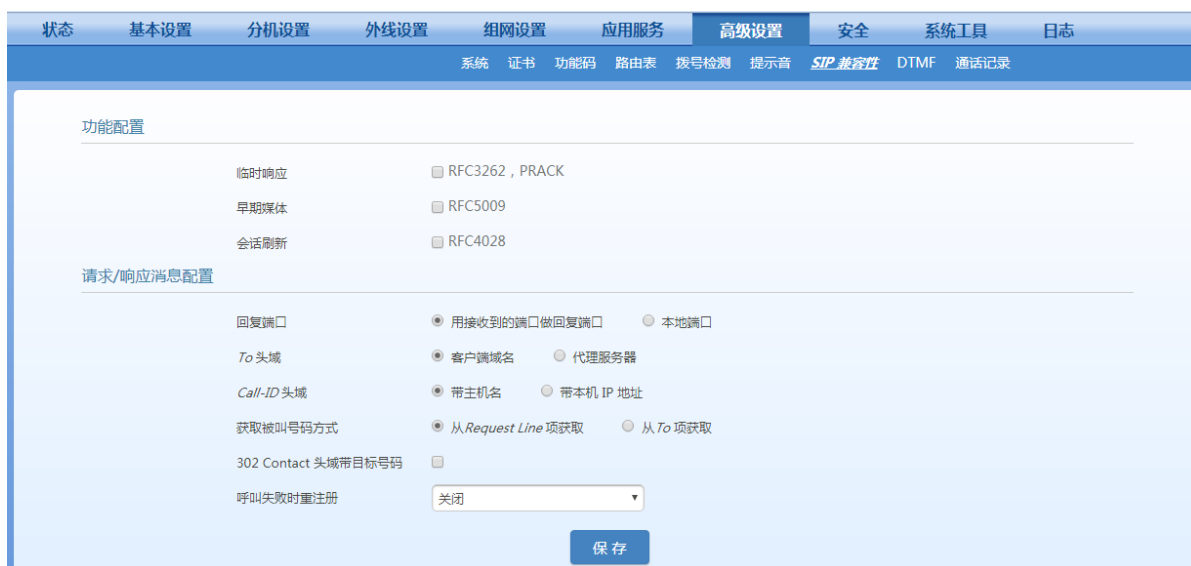 状态 基本设置 分机设置 外线设置 组网设置 应用服务 高级设置 安全 系统工具 日志
系统 证书 功能码 路由表 拨号检测 提示音 SIP 兼容性 DTMF 通话记录
功能配置
临时响应 RFC3262，PRACK
早期媒体 RFC5009
会话刷新 RFC4028
请求/响应消息配置
回复端口 用接收到的端口做回复端口 本地端口
To 头域 客户端域名 代理服务器
Call-ID 头域 带主机名 带本机 IP 地址
获取被叫号码方式 从 Request Line 项获取 从 To 项获取
302 Contact 头域带目标号码
呼叫失败时重注册 关闭
保存